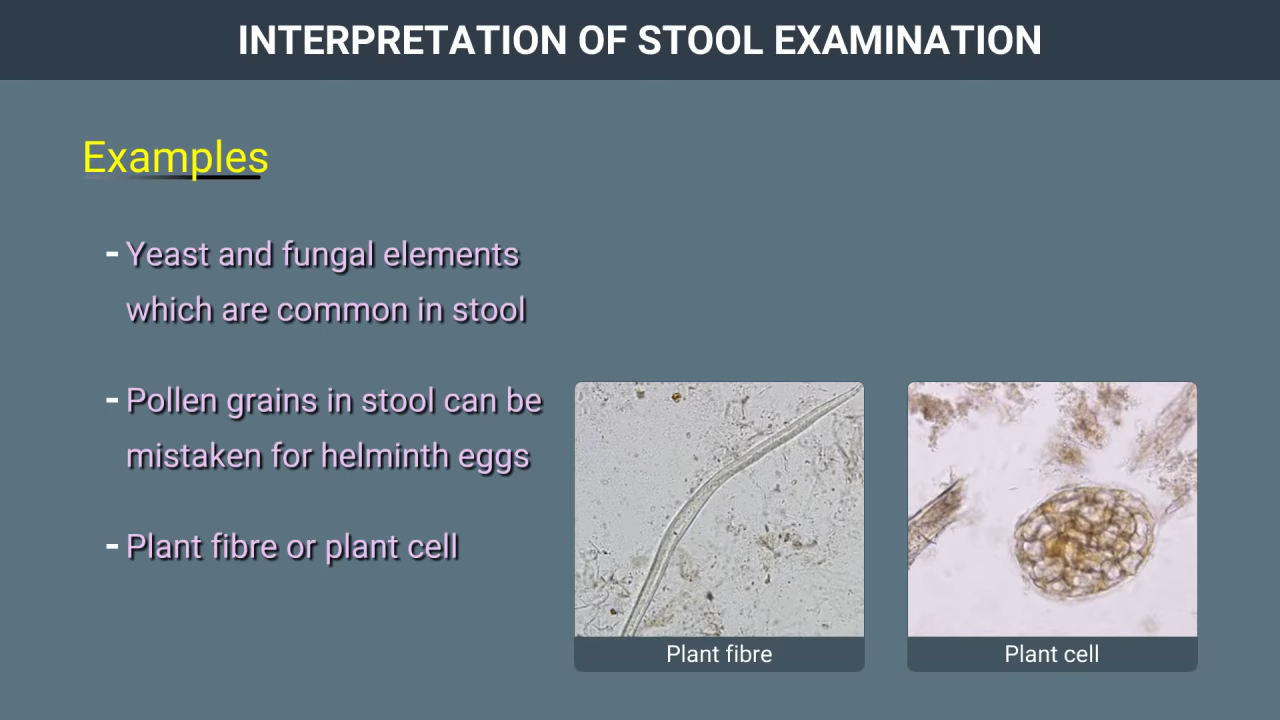 INTERPRETATION OF STOOL EXAMINATION
Examples
- Yeast and fungal elements
which are common in stool
- Pollen grains in stool can be
mistaken for helminth eggs
- Plant fibre or plant cell
Plant fibre
Plant cell